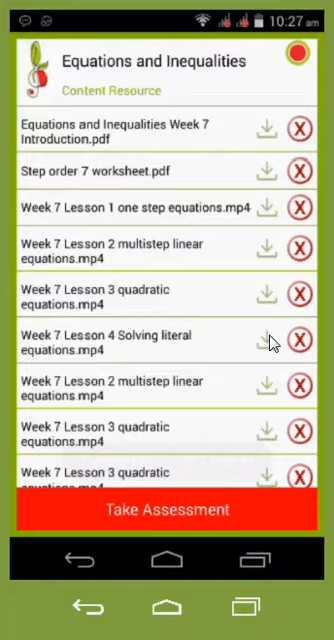 10:27 am
Equations and Inequalities
Content Resource
Equations and Inequalities Week 7
Introduction.pdf
X
Step order 7 worksheet.pdf
X
Week 7 Lesson 1 one step equations.mp4
X
Week 7 Lesson 2 multistep linear
equations.mp4
X
Week 7 Lesson 3 quadratic
equations.mp4
X
Week 7 Lesson 4 Solving literal
equations.mp4
X
Week 7 Lesson 2 multistep linear
equations.mp4
X
Week 7 Lesson 3 quadratic
equations.mp4
X
Week 7 Lesson 3 quadratic
equations.mp4
X
Take Assessment